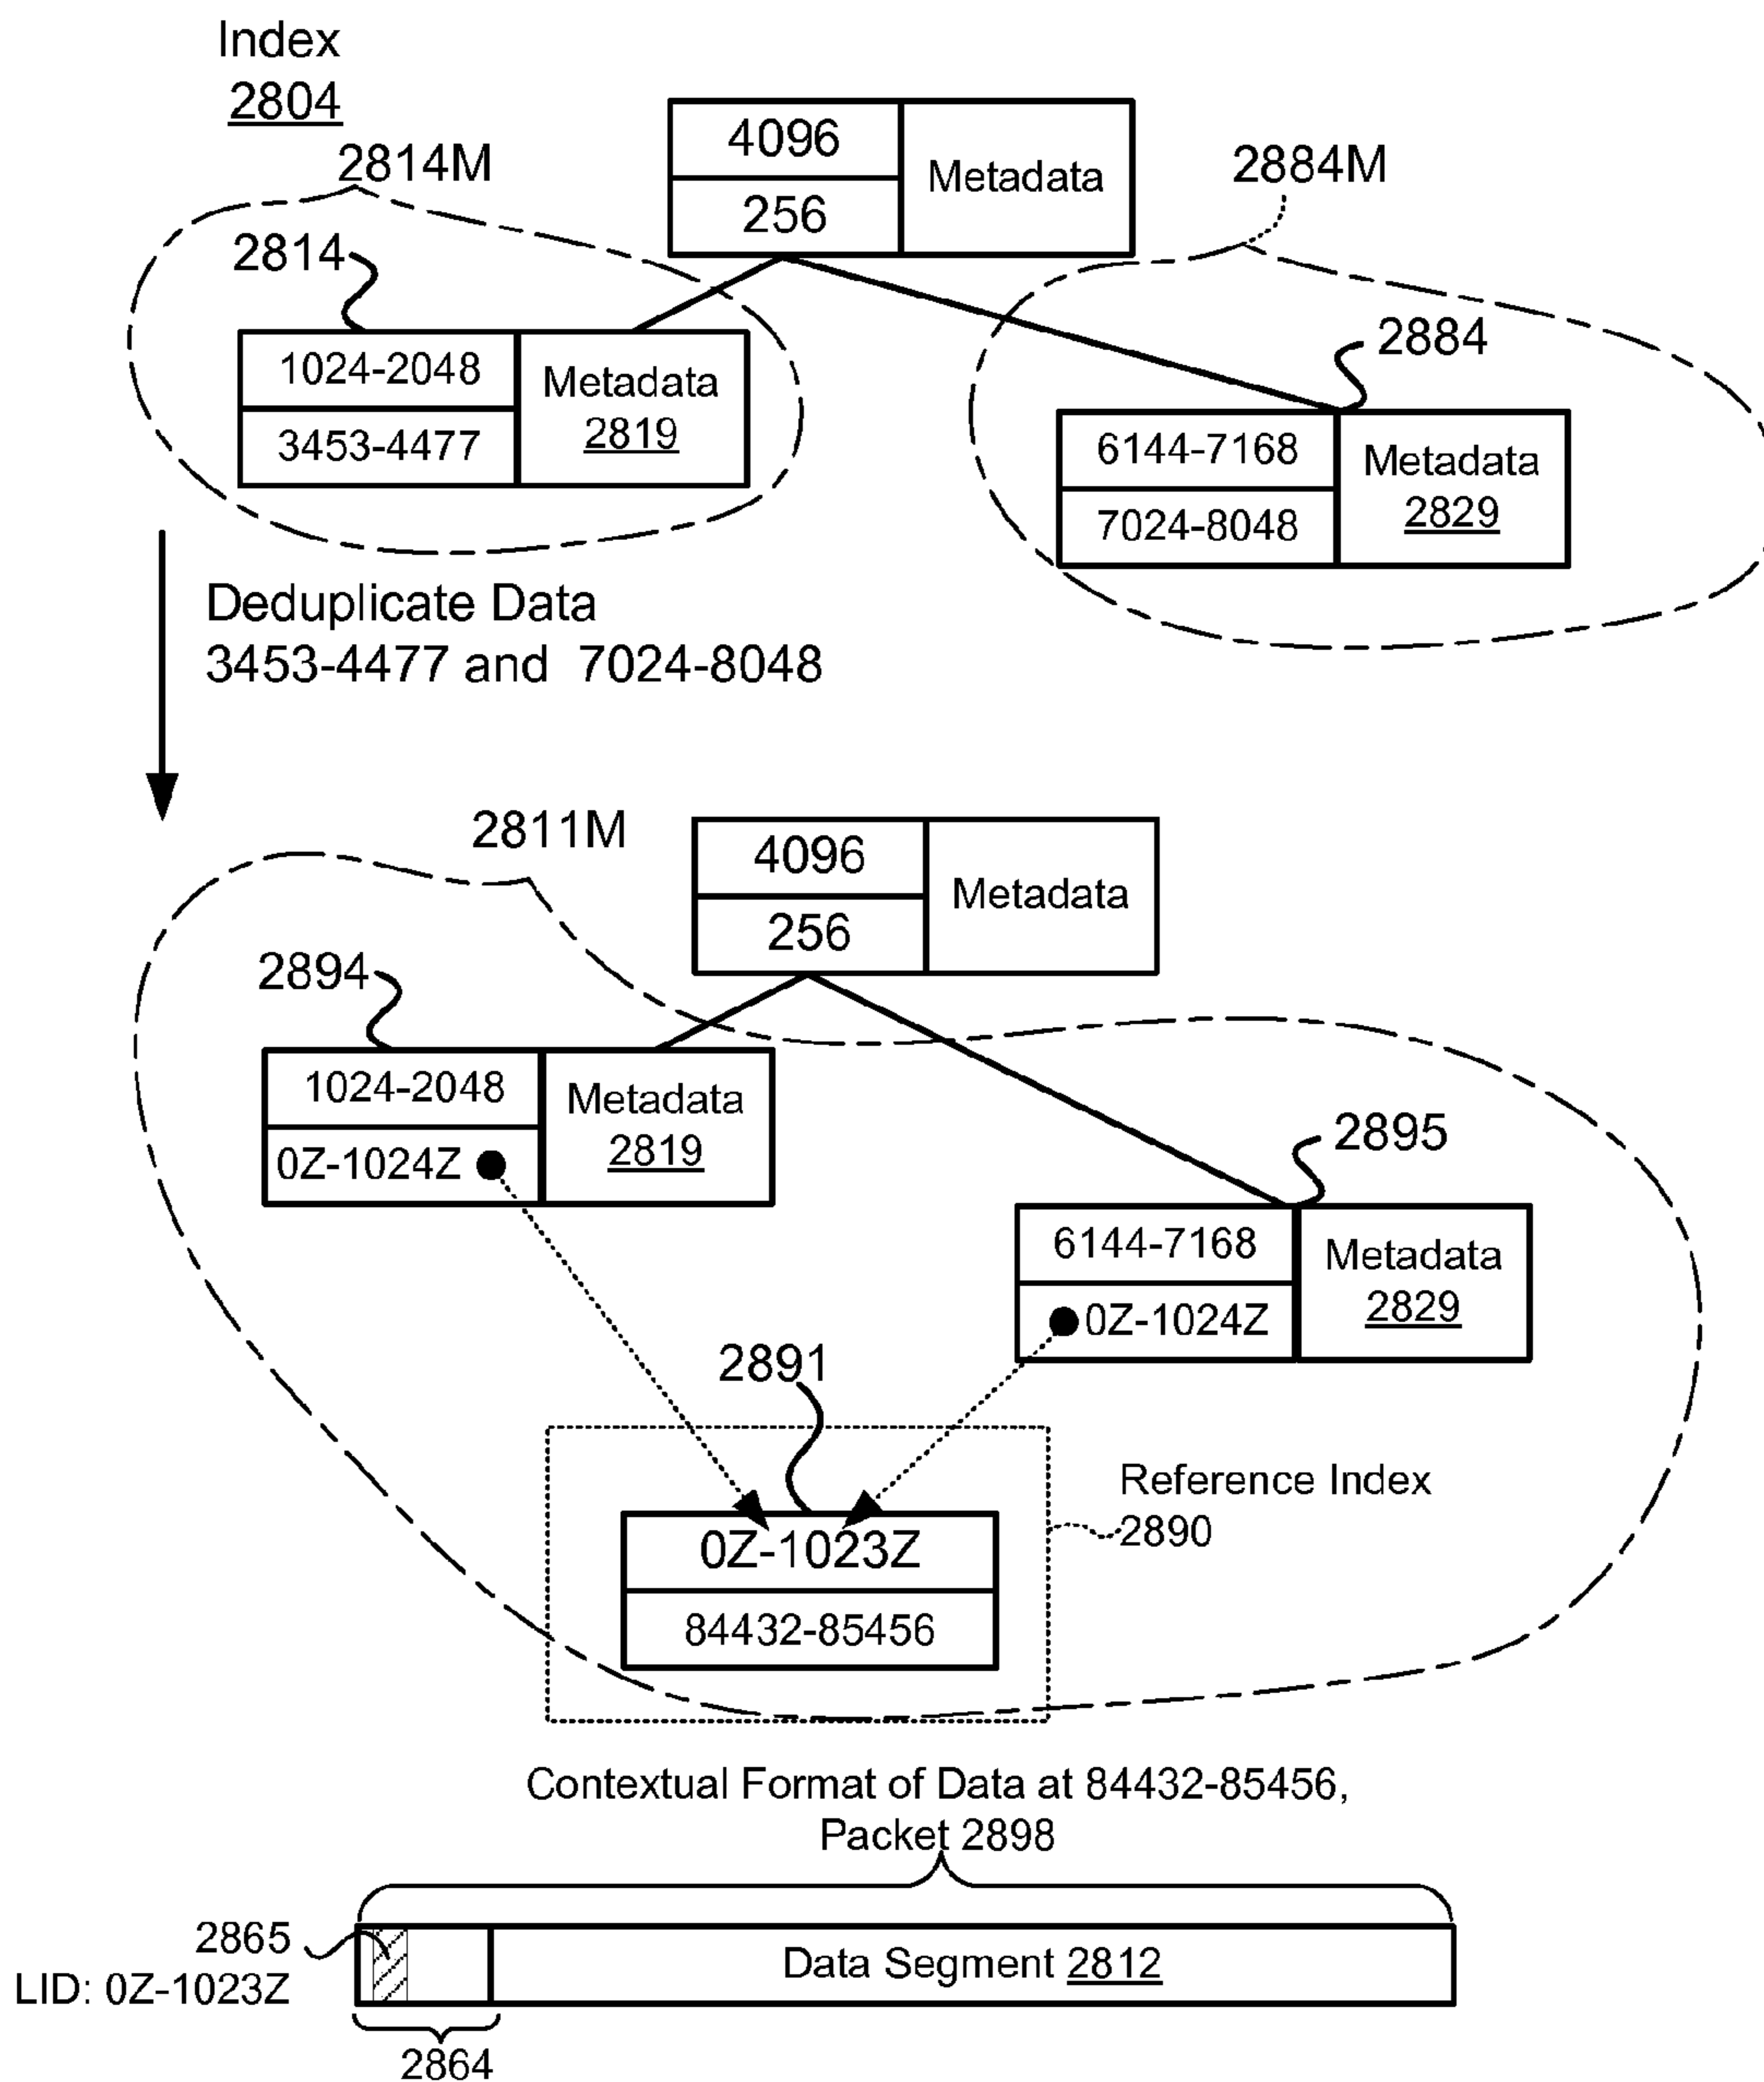 Index
2804
2814M
4096
256
Metadata
2884M
2814
1024-2048
3453-4477
Metadata
2819
2884
6144-7168
7024-8048
Metadata
2829
Deduplicate Data
3453-4477 and 7024-8048
2811M
4096
256
Metadata
2894
1024-2048
0Z-1024Z
Metadata
2819
2895
6144-7168
0Z-1024Z
Metadata
2829
2891
0Z-1023Z
84432-85456
Reference Index
2890
Contextual Format of Data at 84432-85456,
Packet 2898
2865
LID: 0Z-1023Z
Data Segment 2812
2864